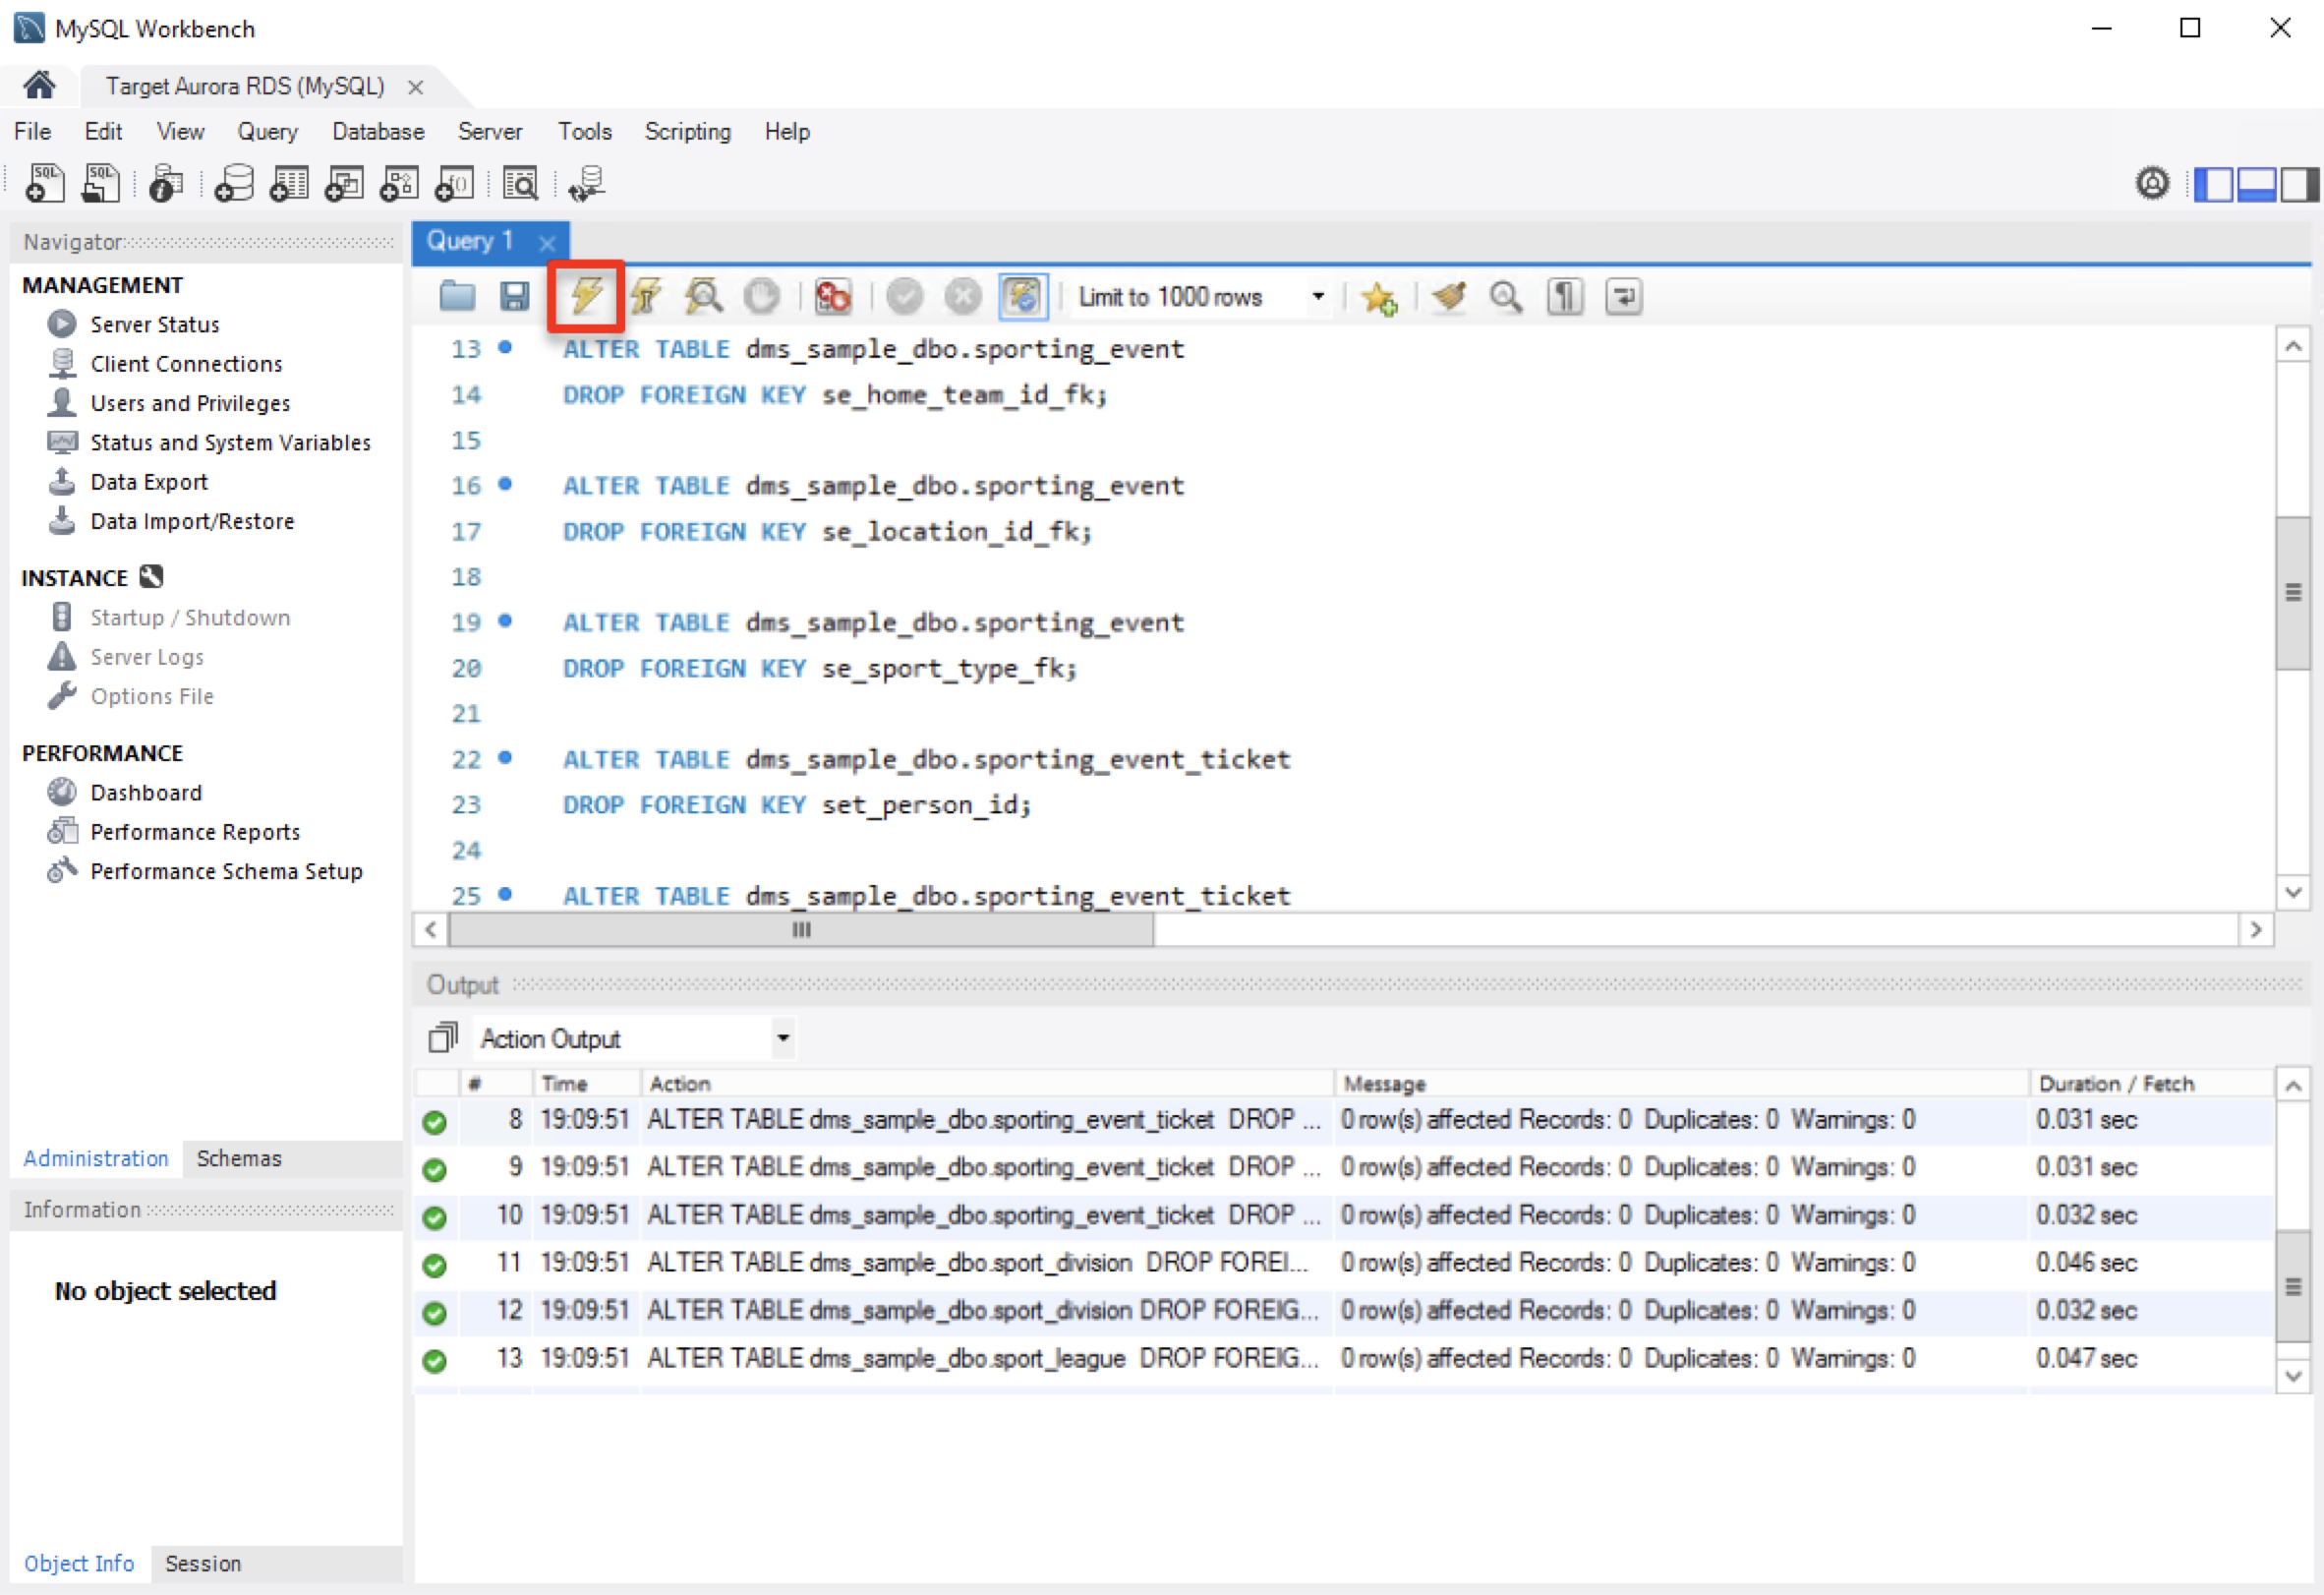 MySQL Workbench
Target Aurora RDS (MySQL)
File Edit View Query Database Server Tools Scripting Help
Navigator
MANAGEMENT
Server Status
Client Connections
Users and Privileges
Status and System Variables
Data Export
Data Import/Restore
INSTANCE
Startup / Shutdown
Server Logs
Options File
PERFORMANCE
Dashboard
Performance Reports
Performance Schema Setup
Administration Schemas
Information
No object selected
Object Info Session
Query 1
Limit to 1000 rows
13 ALTER TABLE dms_sample_dbo.sporting_event
14 DROP FOREIGN KEY se_home_team_id_fk;
15
16 ALTER TABLE dms_sample_dbo.sporting_event
17 DROP FOREIGN KEY se_location_id_fk;
18
19 ALTER TABLE dms_sample_dbo.sporting_event
20 DROP FOREIGN KEY se_sport_type_fk;
21
22 ALTER TABLE dms_sample_dbo.sporting_event_ticket
23 DROP FOREIGN KEY set_person_id;
24
25 ALTER TABLE dms_sample_dbo.sporting_event_ticket
Output
Action Output
# Time Action Message Duration / Fetch
8 19:09:51 ALTER TABLE dms_sample_dbo.sporting_event_ticket DROP ... 0 row(s) affected Records: 0 Duplicates: 0 Warnings: 0 0.031 sec
9 19:09:51 ALTER TABLE dms_sample_dbo.sporting_event_ticket DROP ... 0 row(s) affected Records: 0 Duplicates: 0 Warnings: 0 0.031 sec
10 19:09:51 ALTER TABLE dms_sample_dbo.sporting_event_ticket DROP ... 0 row(s) affected Records: 0 Duplicates: 0 Warnings: 0 0.032 sec
11 19:09:51 ALTER TABLE dms_sample_dbo.sport_division DROP FOREI... 0 row(s) affected Records: 0 Duplicates: 0 Warnings: 0 0.046 sec
12 19:09:51 ALTER TABLE dms_sample_dbo.sport_division DROP FOREIG... 0 row(s) affected Records: 0 Duplicates: 0 Warnings: 0 0.032 sec
13 19:09:51 ALTER TABLE dms_sample_dbo.sport_league DROP FOREIG... 0 row(s) affected Records: 0 Duplicates: 0 Warnings: 0 0.047 sec